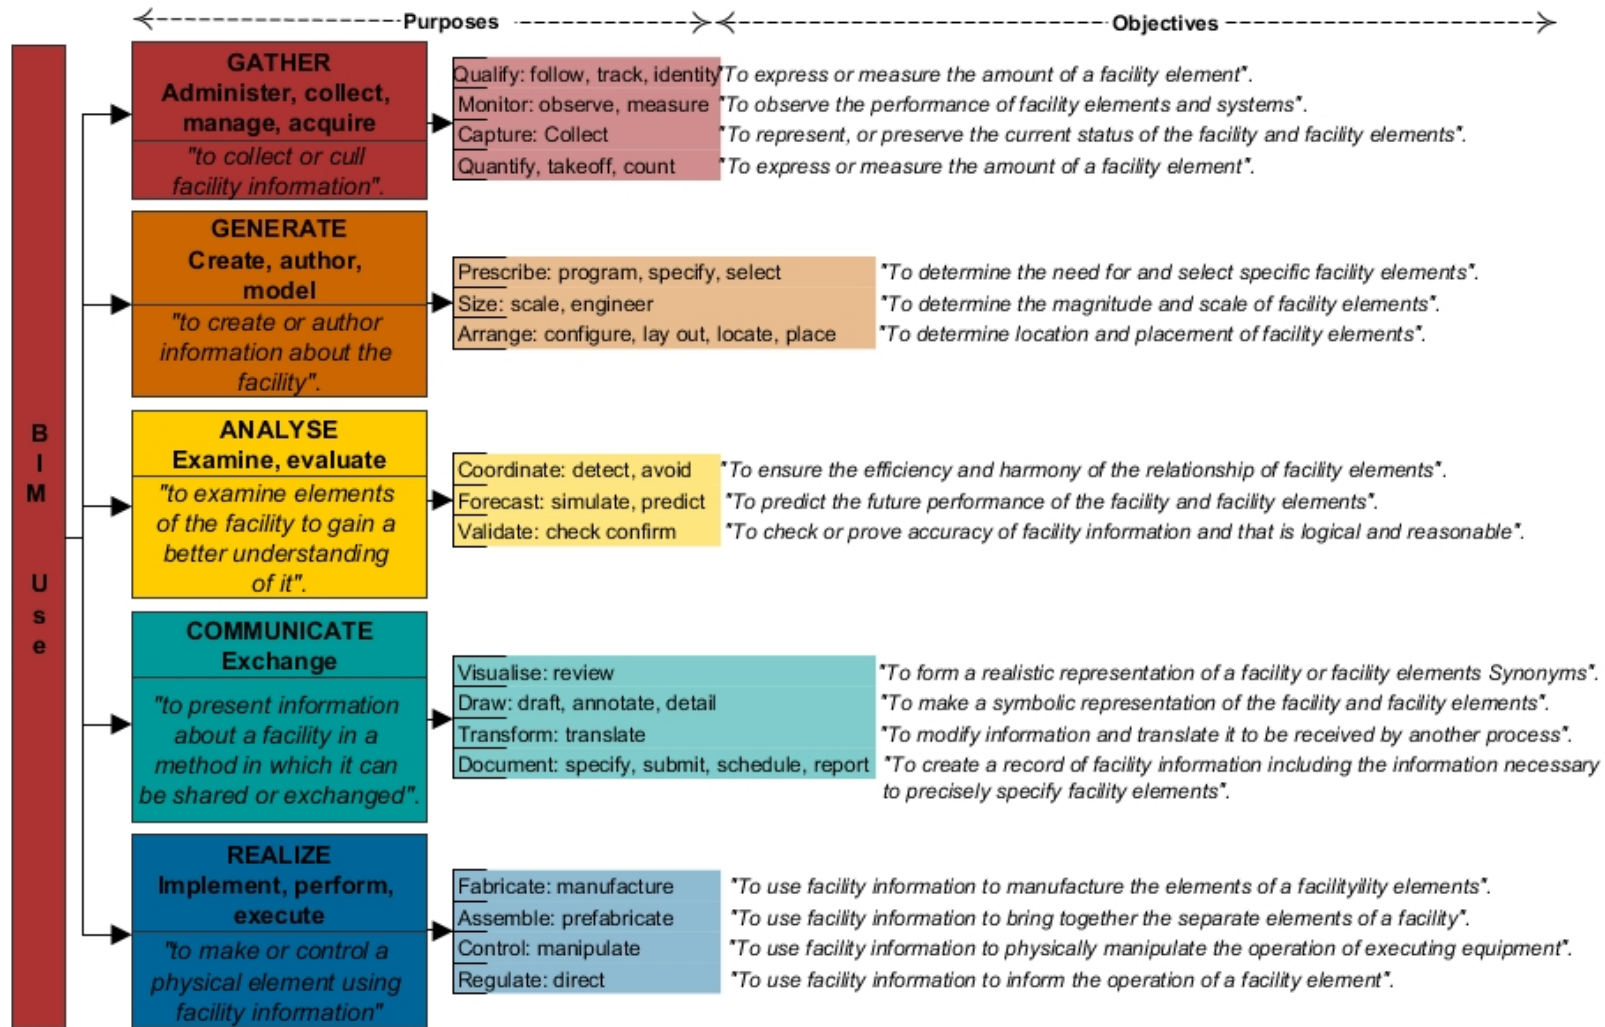 Purposes
Objectives
BIM Use
GATHER
Administer, collect,
manage, acquire
"to collect or cull
facility information".
Qualify: follow, track, identity
"To express or measure the amount of a facility element".
Monitor: observe, measure
"To observe the performance of facility elements and systems".
Capture: Collect
"To represent, or preserve the current status of the facility and facility elements".
Quantify, takeoff, count
"To express or measure the amount of a facility element".
GENERATE
Create, author,
model
"to create or author
information about the
facility".
Prescribe: program, specify, select
"To determine the need for and select specific facility elements".
Size: scale, engineer
"To determine the magnitude and scale of facility elements".
Arrange: configure, lay out, locate, place
"To determine location and placement of facility elements".
ANALYSE
Examine, evaluate
"to examine elements
of the facility to gain a
better understanding
of it".
Coordinate: detect, avoid
"To ensure the efficiency and harmony of the relationship of facility elements".
Forecast: simulate, predict
"To predict the future performance of the facility and facility elements".
Validate: check confirm
"To check or prove accuracy of facility information and that is logical and reasonable".
COMMUNICATE
Exchange
"to present information
about a facility in a
method in which it can
be shared or exchanged".
Visualise: review
"To form a realistic representation of a facility or facility elements Synonyms".
Draw: draft, annotate, detail
"To make a symbolic representation of the facility and facility elements".
Transform: translate
"To modify information and translate it to be received by another process".
Document: specify, submit, schedule, report
"To create a record of facility information including the information necessary
to precisely specify facility elements".
REALIZE
Implement, perform,
execute
"to make or control a
physical element using
facility information"
Fabricate: manufacture
"To use facility information to manufacture the elements of a facilityility elements".
Assemble: prefabricate
"To use facility information to bring together the separate elements of a facility".
Control: manipulate
"To use facility information to physically manipulate the operation of executing equipment".
Regulate: direct
"To use facility information to inform the operation of a facility element".